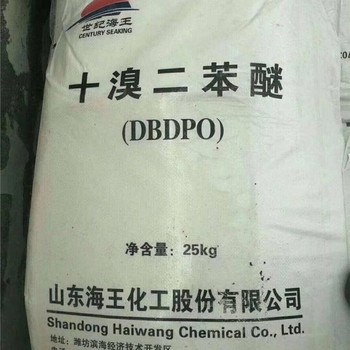 世纪海王
CENTURY SEAKING
十溴二苯醚
(DBDPO)
净含量：25kg
山东海王化工股份有限公司
Shandong Haiwang Chemical Co., Ltd.
地址：潍坊滨海经济技术开发区